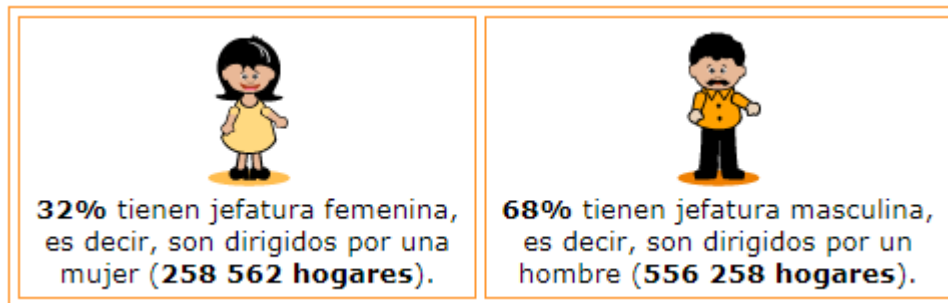 32% tienen jefatura femenina,
es decir, son dirigidos por una
mujer (258 562 hogares).
68% tienen jefatura masculina,
es decir, son dirigidos por un
hombre (556 258 hogares).